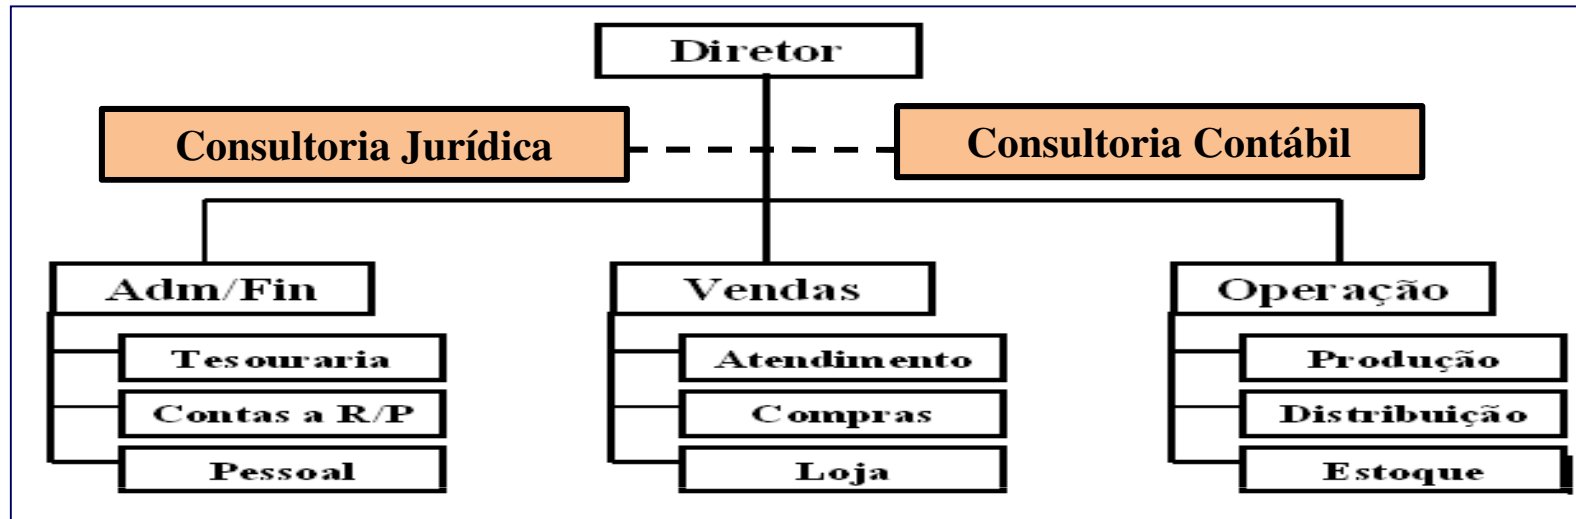 Diretor
Consultoria Jurídica
Consultoria Contábil
Adm/Fin
Vendas
Operação
Tesouraria
Atendimento
Produção
Contas a R/P
Compras
Distribuição
Pessoal
Loja
Estoque